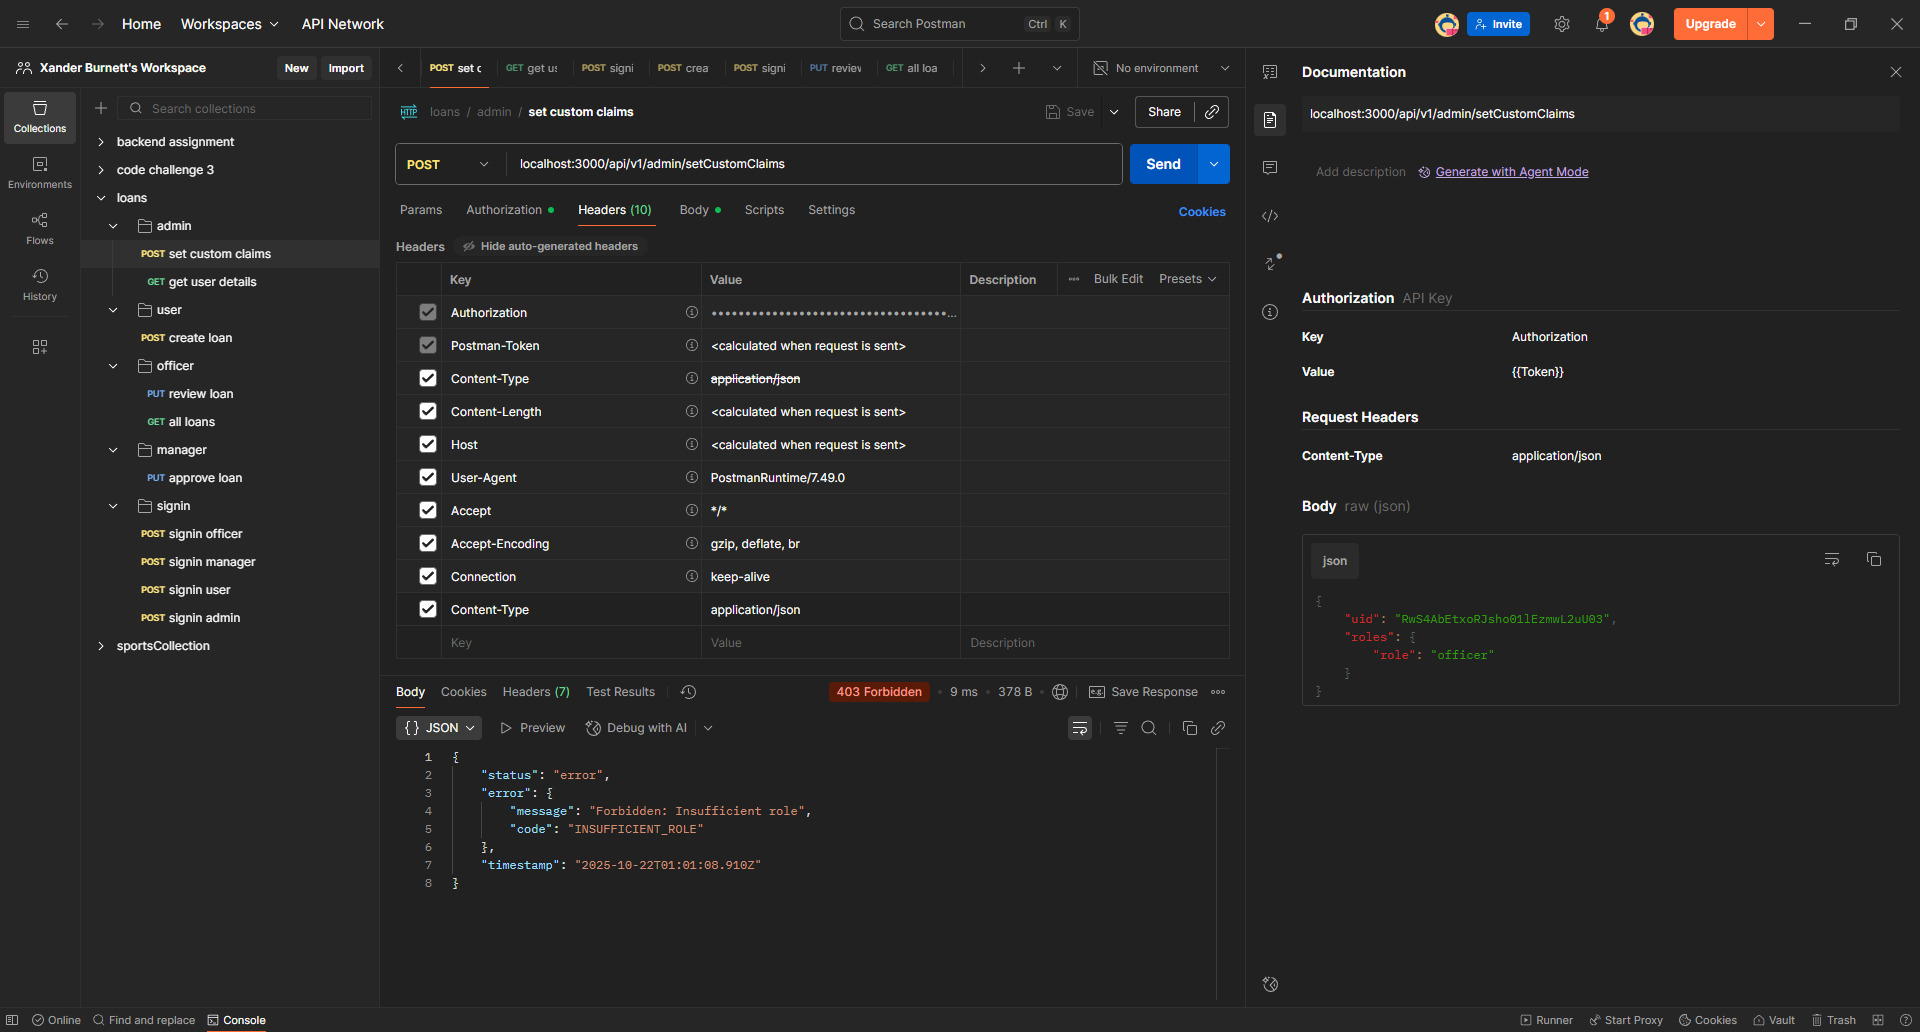 Home Workspaces API Network Search Postman Ctrl K Invite 1 Upgrade
Xander Burnett's Workspace New Import
POST set c GET get us POST signi POST crea POST signi PUT review GET all loa No environment
Collections
Environments
Flows
History
Search collections
backend assignment
code challenge 3
loans
admin
POST set custom claims
GET get user details
user
POST create loan
officer
PUT review loan
GET all loans
manager
PUT approve loan
signin
POST signin officer
POST signin manager
POST signin user
POST signin admin
sportsCollection
HTTP loans / admin / set custom claims Save Share
POST localhost:3000/api/v1/admin/setCustomClaims Send
Params Authorization Headers (10) Body Scripts Settings Cookies
Headers Hide auto-generated headers
Key Value Description Bulk Edit Presets
Authorization ••••••••••••••••••••••••••••••••••••...
Postman-Token <calculated when request is sent>
Content-Type application/json
Content-Length <calculated when request is sent>
Host <calculated when request is sent>
User-Agent PostmanRuntime/7.49.0
Accept */*
Accept-Encoding gzip, deflate, br
Connection keep-alive
Content-Type application/json
Key Value Description
Body Cookies Headers (7) Test Results 403 Forbidden • 9 ms • 378 B e.g. Save Response
{} JSON Preview Debug with AI
1 {
2 "status": "error",
3 "error": {
4 "message": "Forbidden: Insufficient role",
5 "code": "INSUFFICIENT_ROLE"
6 },
7 "timestamp": "2025-10-22T01:01:08.910Z"
8 }
Documentation
localhost:3000/api/v1/admin/setCustomClaims
Add description Generate with Agent Mode
Authorization API Key
Key Authorization
Value {{Token}}
Request Headers
Content-Type application/json
Body raw (json)
json
{
"uid": "RwS4AbEtxoRJsho01lEzmwL2uU03",
"roles": {
"role": "officer"
}
}
Online Find and replace Console Runner Start Proxy Cookies Vault Trash